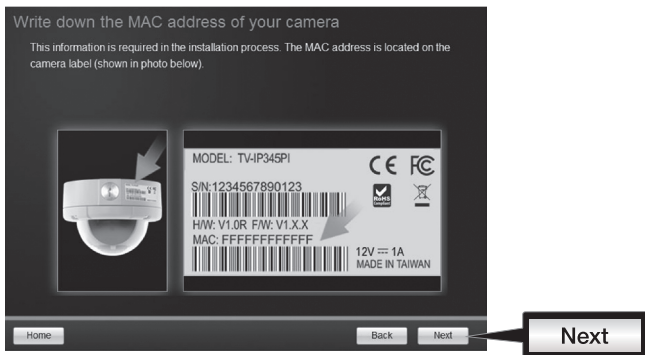 Write down the MAC address of your camera
This information is required in the installation process. The MAC address is located on the
camera label (shown in photo below).
MODEL: TV-IP345PI
CE FC
S/N:1234567890123
RoHS
Compliant
H/W: V1.0R F/W: V1.X.X
MAC: FFFFFFFFFFFF
12V ⎓ 1A
MADE IN TAIWAN
Home
Back
Next
Next